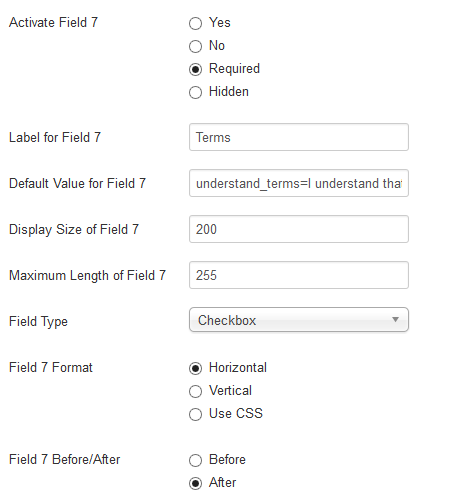 Activate Field 7
Yes
No
Required
Hidden
Label for Field 7
Terms
Default Value for Field 7
understand_terms=I understand tha
Display Size of Field 7
200
Maximum Length of Field 7
255
Field Type
Checkbox
Field 7 Format
Horizontal
Vertical
Use CSS
Field 7 Before/After
Before
After